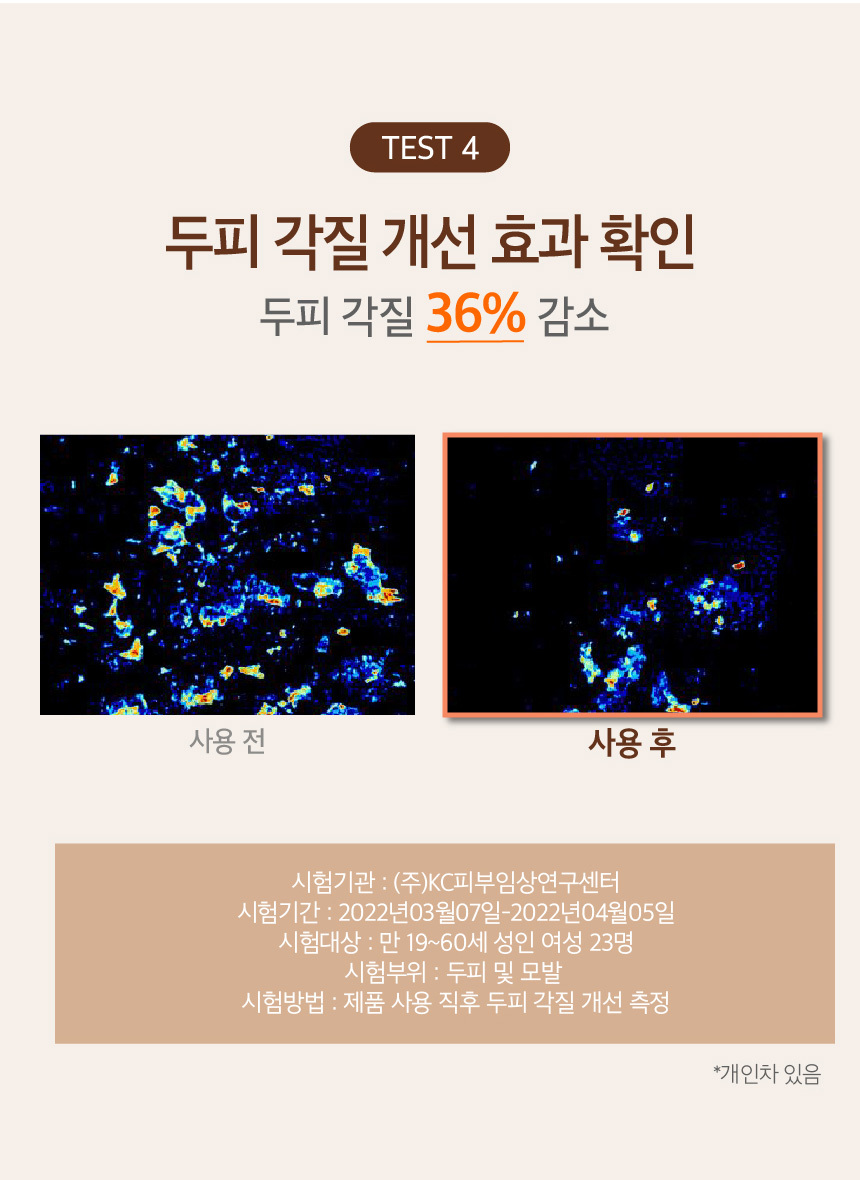 TEST 4
두피 각질 개선 효과 확인
두피 각질 36% 감소
사용 전
사용 후
시험기관 : (주)KC피부임상연구센터
시험기간 : 2022년03월07일-2022년04월05일
시험대상 : 만 19~60세 성인 여성 23명
시험부위 : 두피 및 모발
시험방법 : 제품 사용 직후 두피 각질 개선 측정
*개인차 있음